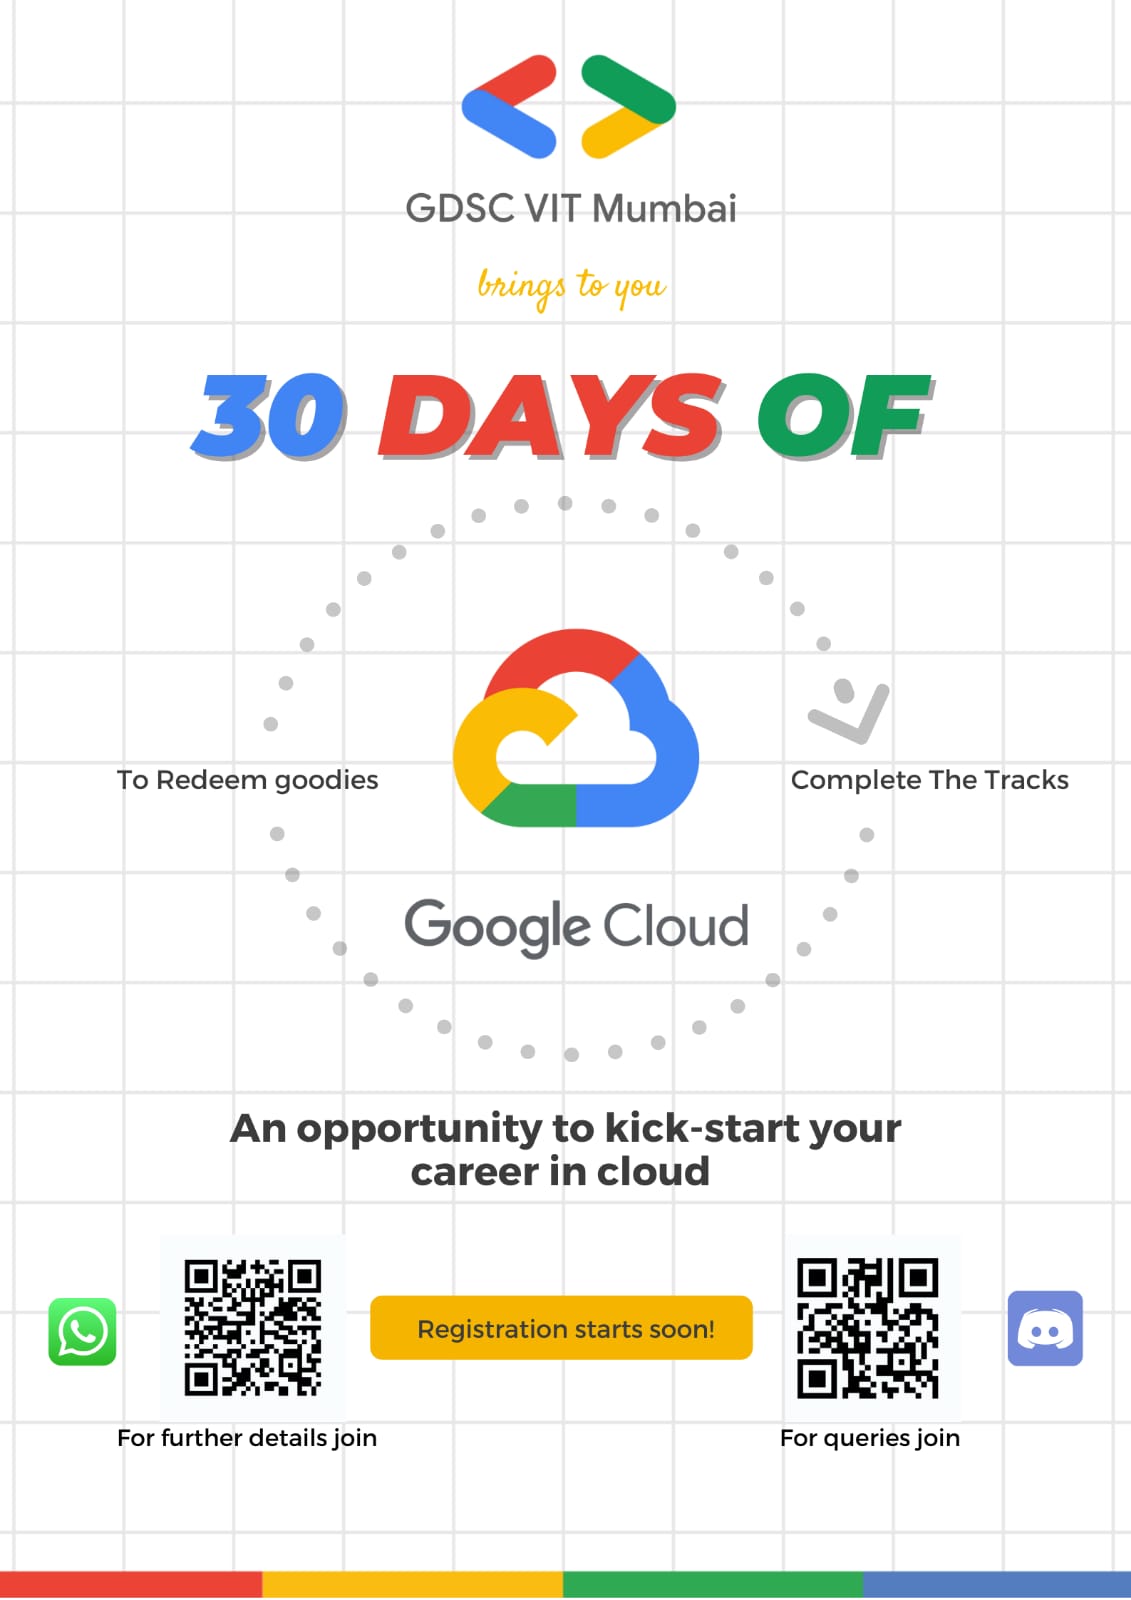 GDSC VIT Mumbai
brings to you
30 DAYS OF
To Redeem goodies
Complete The Tracks
Google Cloud
An opportunity to kick-start your
career in cloud
Registration starts soon!
For further details join
For queries join